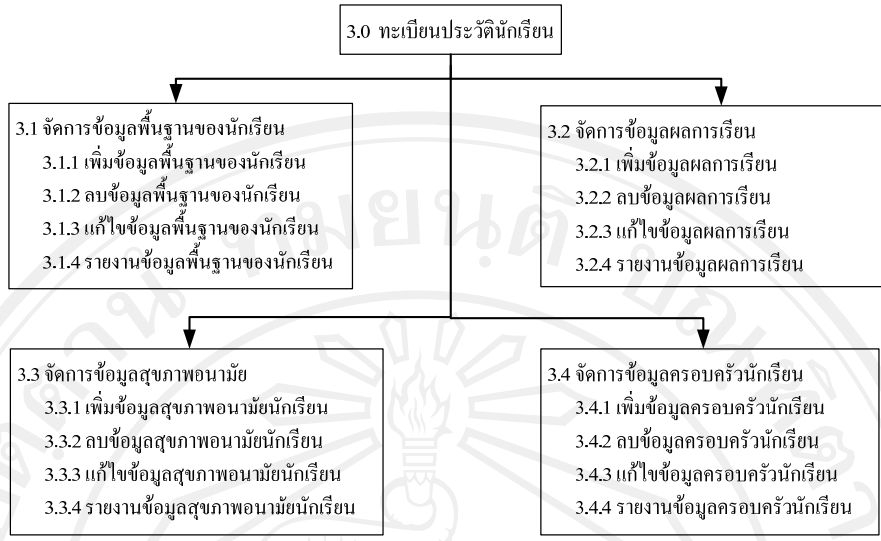 3.0 ทะเบียนประวัตินักเรียน
3.1 จัดการข้อมูลพื้นฐานของนักเรียน
3.1.1 เพิ่มข้อมูลพื้นฐานของนักเรียน
3.1.2 ลบข้อมูลพื้นฐานของนักเรียน
3.1.3 แก้ไขข้อมูลพื้นฐานของนักเรียน
3.1.4 รายงานข้อมูลพื้นฐานของนักเรียน
3.2 จัดการข้อมูลผลการเรียน
3.2.1 เพิ่มข้อมูลผลการเรียน
3.2.2 ลบข้อมูลผลการเรียน
3.2.3 แก้ไขข้อมูลผลการเรียน
3.2.4 รายงานข้อมูลผลการเรียน
3.3 จัดการข้อมูลสุขภาพอนามัย
3.3.1 เพิ่มข้อมูลสุขภาพอนามัยนักเรียน
3.3.2 ลบข้อมูลสุขภาพอนามัยนักเรียน
3.3.3 แก้ไขข้อมูลสุขภาพอนามัยนักเรียน
3.3.4 รายงานข้อมูลสุขภาพอนามัยนักเรียน
3.4 จัดการข้อมูลครอบครัวนักเรียน
3.4.1 เพิ่มข้อมูลครอบครัวนักเรียน
3.4.2 ลบข้อมูลครอบครัวนักเรียน
3.4.3 แก้ไขข้อมูลครอบครัวนักเรียน
3.4.4 รายงานข้อมูลครอบครัวนักเรียน